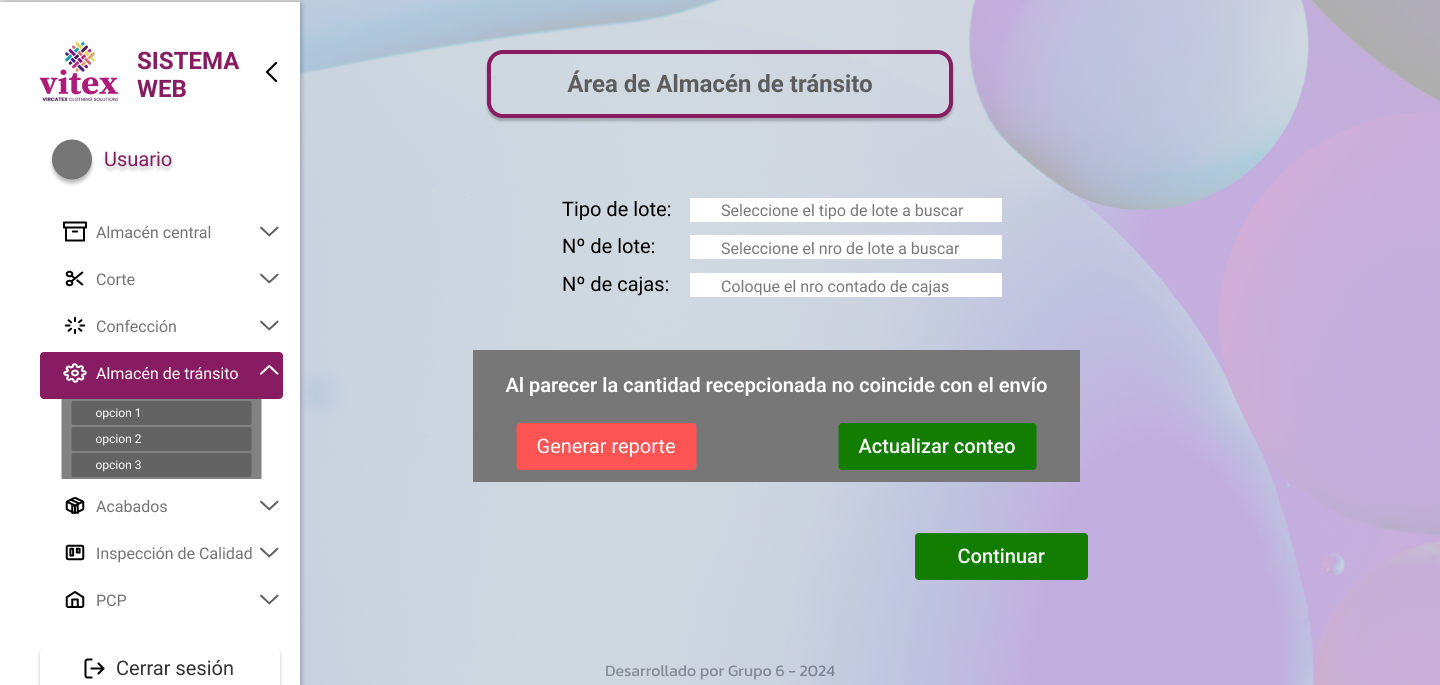 vitex
VIRCATEX CLOTHING SOLUTIONS
SISTEMA
WEB
Usuario
Almacén central
Corte
Confección
Almacén de tránsito
opcion 1
opcion 2
opcion 3
Acabados
Inspección de Calidad
PCP
Cerrar sesión
Área de Almacén de tránsito
Tipo de lote: Seleccione el tipo de lote a buscar
Nº de lote: Seleccione el nro de lote a buscar
Nº de cajas: Coloque el nro contado de cajas
Al parecer la cantidad recepcionada no coincide con el envío
Generar reporte Actualizar conteo
Continuar
Desarrollado por Grupo 6 - 2024